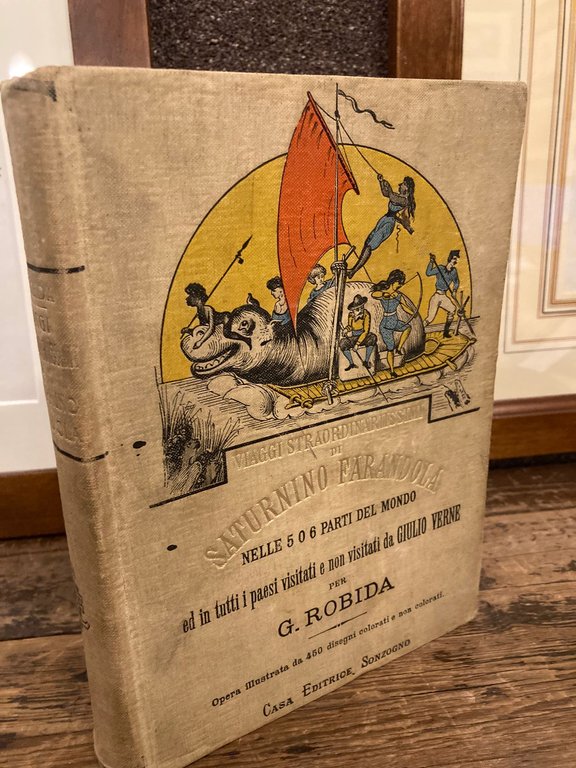 VIAGGI STRAORDINARISSIMI
DI
SATURNINO FARANDOLA
NELLE 5 O 6 PARTI DEL MONDO
ed in tutti i paesi visitati e non visitati da GIULIO VERNE
PER
G. ROBIDA
Opera illustrata da 450 disegni colorati e non colorati.
CASA EDITRICE SONZOGNO